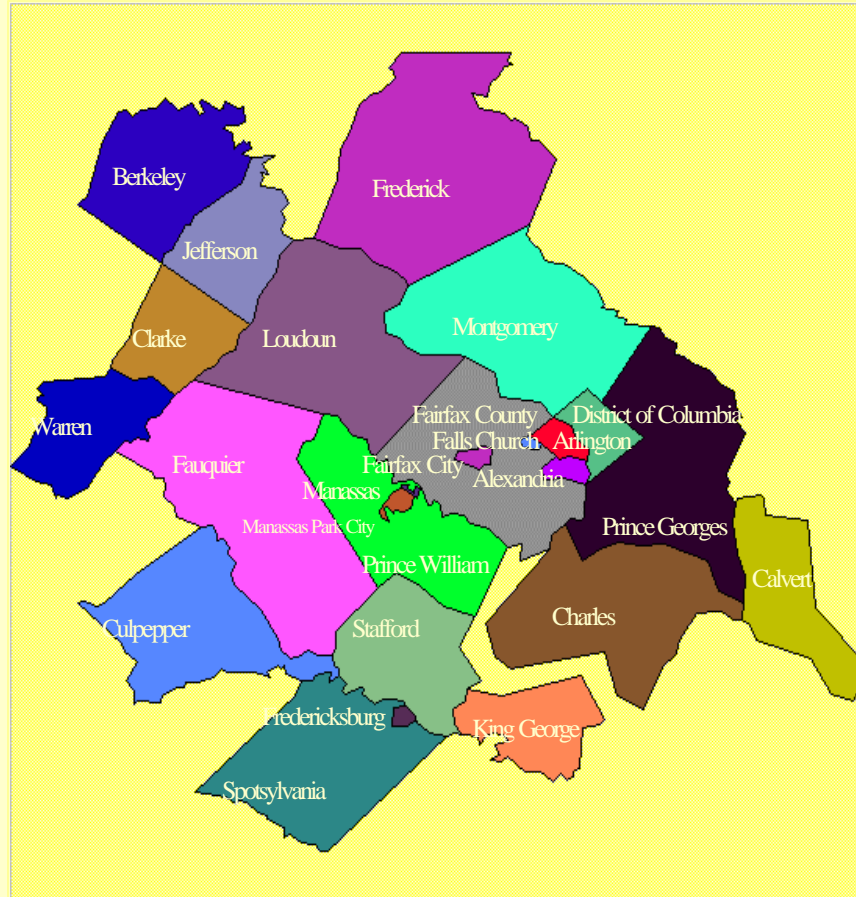 Berkeley
Frederick
Jefferson
Montgomery
Clarke
Loudoun
Fairfax County
District of Columbia
Warren
Falls Church
Arlington
Fauquier
Fairfax City
Alexandria
Manassas
Manassas Park City
Prince Georges
Prince William
Calvert
Culpepper
Stafford
Charles
Fredericksburg
King George
Spotsylvania